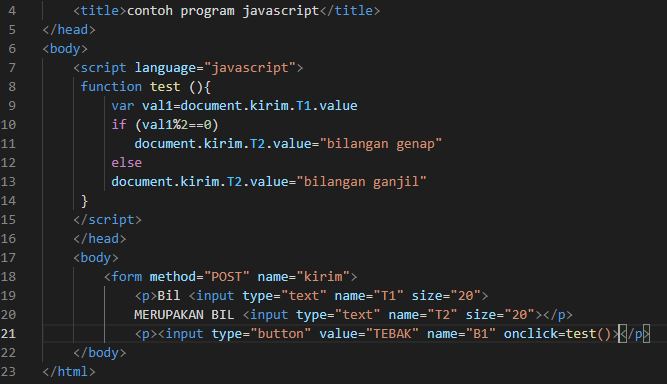 4 <title>contoh program javascript</title>
5 </head>
6 <body>
7 <script language="javascript">
8 function test (){
9 var val1=document.kirim.T1.value
10 if (val1%2==0)
11 document.kirim.T2.value="bilangan genap"
12 else
13 document.kirim.T2.value="bilangan ganjil"
14 }
15 </script>
16 </head>
17 <body>
18 <form method="POST" name="kirim">
19 <p>Bil <input type="text" name="T1" size="20">
20 MERUPAKAN BIL <input type="text" name="T2" size="20"></p>
21 <p><input type="button" value="TEBAK" name="B1" onclick=test()></p>
22 </body>
23 </html>